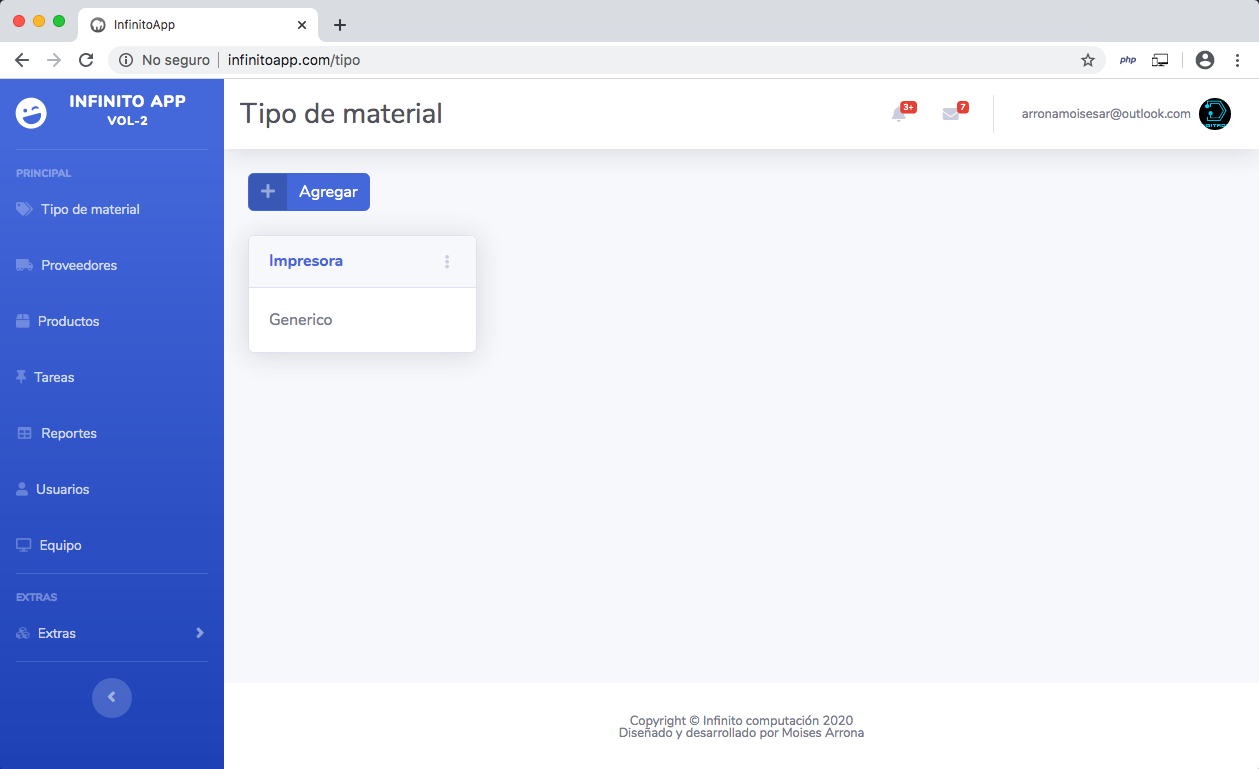 InfinitoApp
No seguro
infinitoapp.com/tipo
php
INFINITO APP
VOL-2
Tipo de material
3+
7
arronamoisesar@outlook.com
PRINCIPAL
Tipo de material
Proveedores
Productos
Tareas
Reportes
Usuarios
Equipo
EXTRAS
Extras
Agregar
Impresora
Generico
Copyright © Infinito computación 2020
Diseñado y desarrollado por Moises Arrona